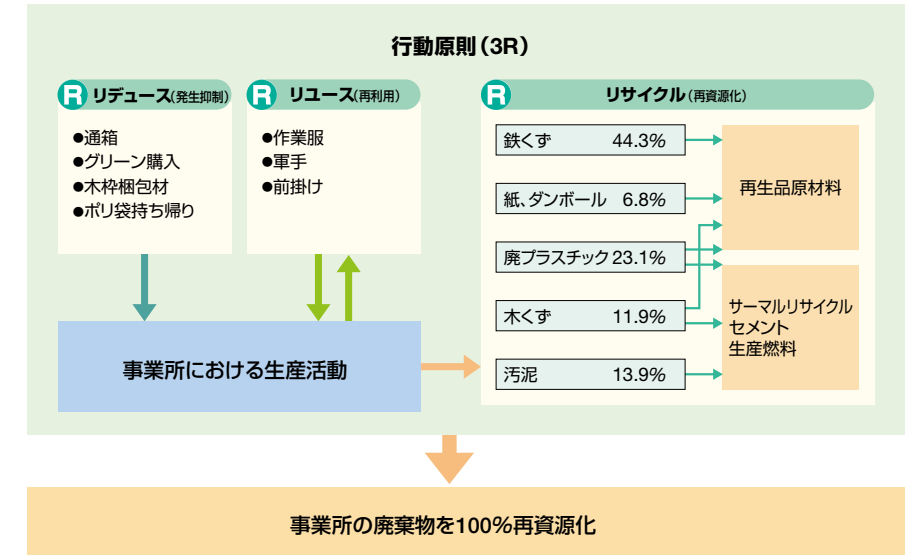 行動原則（3R）
R リデュース（発生抑制）
●通箱
●グリーン購入
●木枠梱包材
●ポリ袋持ち帰り
R リユース（再利用）
●作業服
●軍手
●前掛け
R リサイクル（再資源化）
鉄くず 44.3%
紙、ダンボール 6.8%
廃プラスチック 23.1%
木くず 11.9%
汚泥 13.9%
再生品原材料
サーマルリサイクル
セメント
生産燃料
事業所における生産活動
事業所の廃棄物を100%再資源化